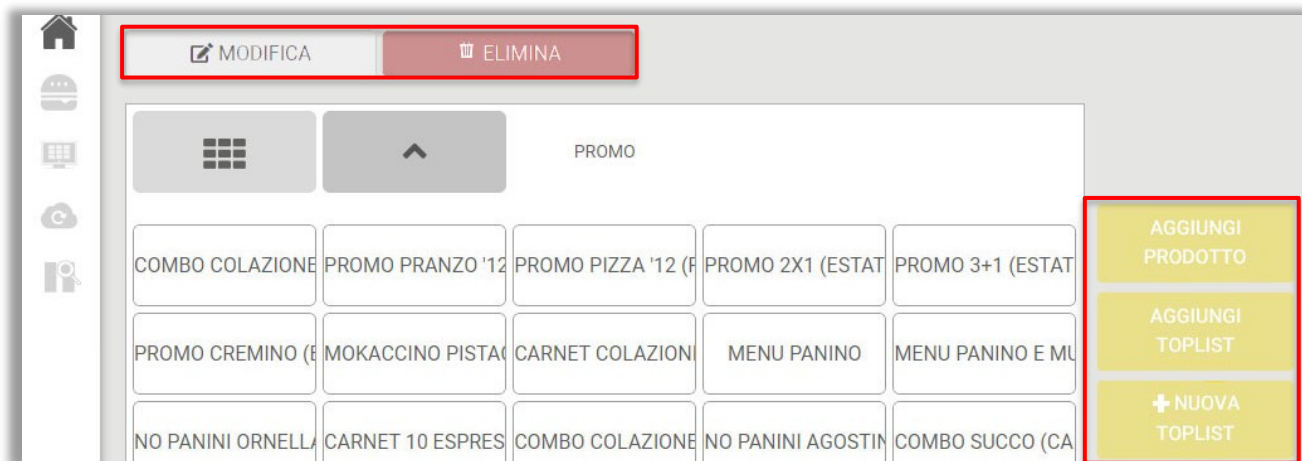 MODIFICA ELIMINA
PROMO
AGGIUNGI
PRODOTTO
COMBO COLAZIONE PROMO PRANZO '12 PROMO PIZZA '12 ( PROMO 2X1 (ESTAT PROMO 3+1 (ESTAT
AGGIUNGI
TOPLIST
PROMO CREMINO ( MOKACCINO PISTA CARNET COLAZIONI MENU PANINO MENU PANINO E MU
NUOVA
TOPLIST
NO PANINI ORNELLA CARNET 10 ESPRES COMBO COLAZIONE NO PANINI AGOSTIN COMBO SUCCO (CA